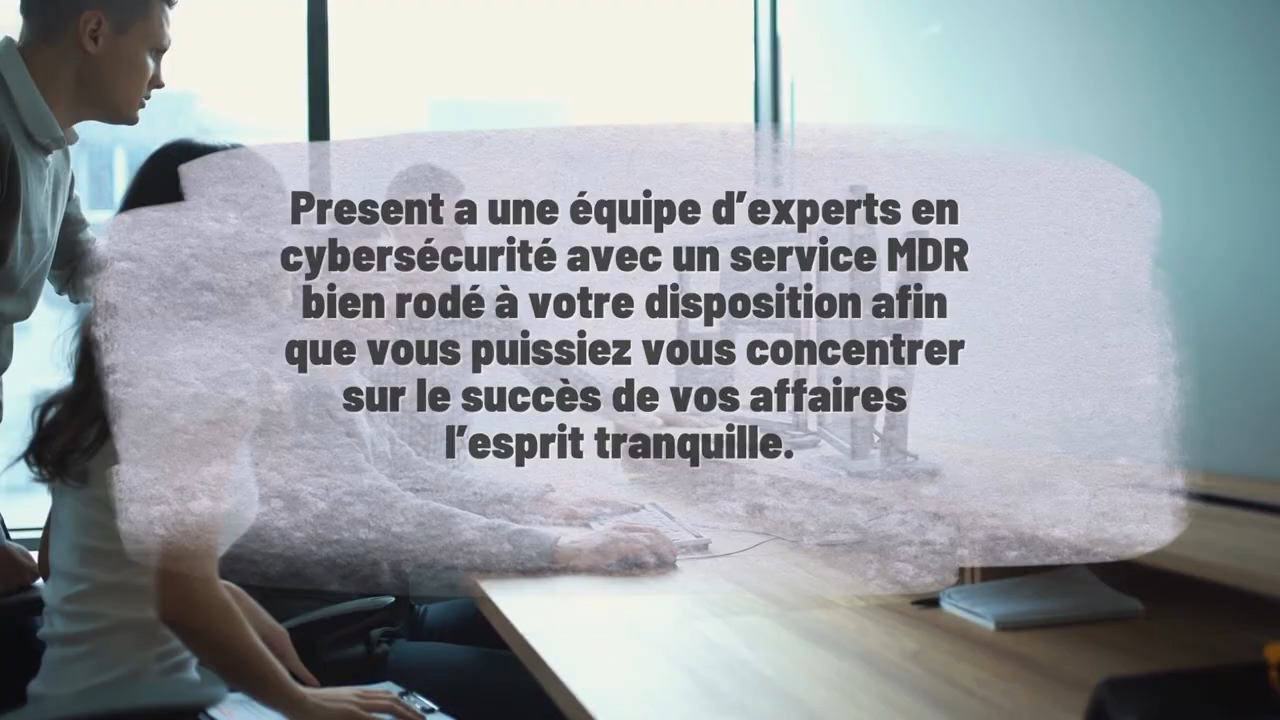 Present a une équipe d’experts en
cybersécurité avec un service MDR
bien rodé à votre disposition afin
que vous puissiez vous concentrer
sur le succès de vos affaires
l’esprit tranquille.